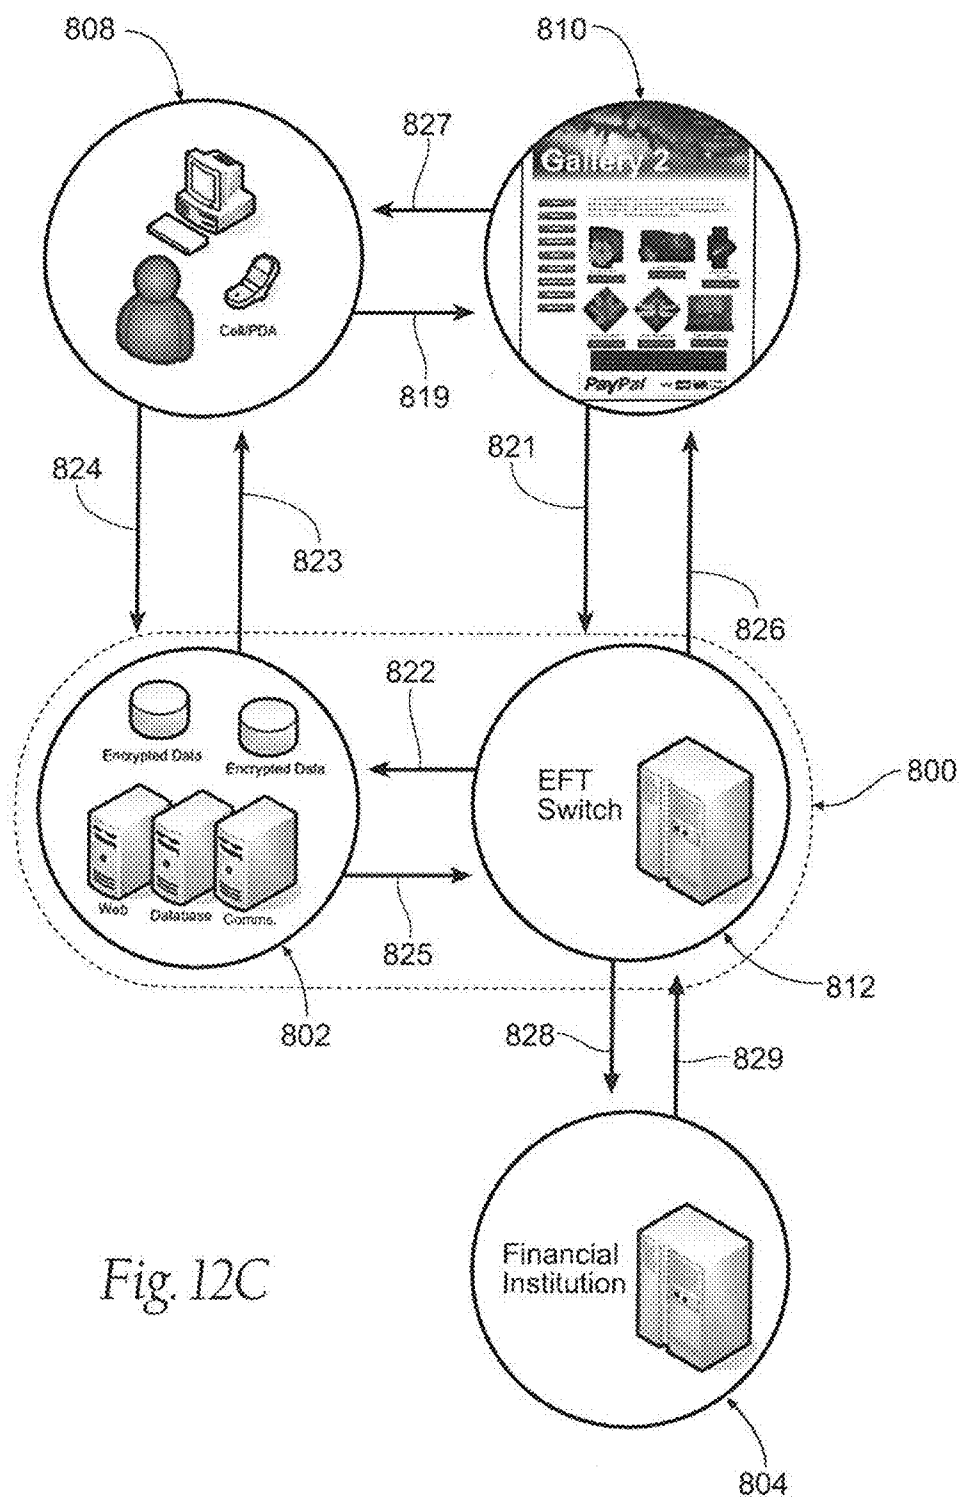 808
810
827
Gallery 2
Cell/PDA
819
PayPal
824
821
823
826
822
Encrypted Data
Encrypted Data
EFT
Switch
800
Web
Database
Comms.
825
812
802
828
829
Financial
Institution
Fig. 12C
804